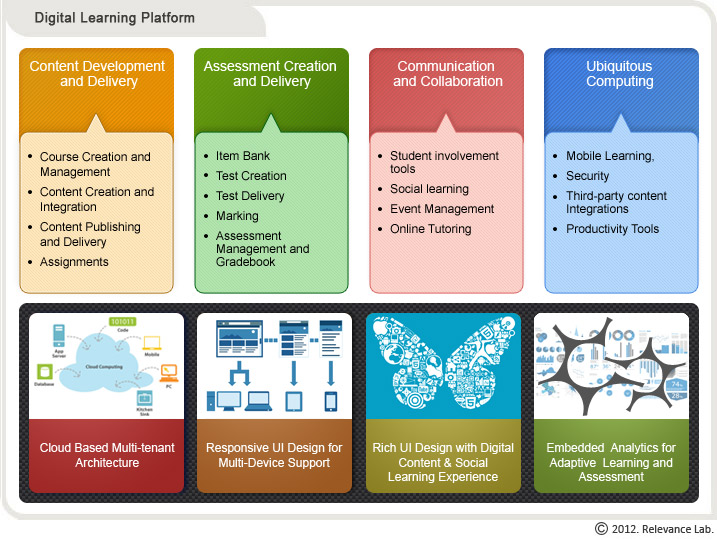 Digital Learning Platform
Content Development
and Delivery
• Course Creation and
Management
• Content Creation and
Integration
• Content Publishing
and Delivery
• Assignments
Assessment Creation
and Delivery
• Item Bank
• Test Creation
• Test Delivery
• Marking
• Assessment
Management and
Gradebook
Communication
and Collaboration
• Student involvement
tools
• Social learning
• Event Management
• Online Tutoring
Ubiquitous
Computing
• Mobile Learning,
• Security
• Third-party content
Integrations
• Productivity Tools
101011
Code
App
Server
Mobile
Cloud Computing
Database
PC
Kitchen
Sink
Cloud Based Multi-tenant
Architecture
Responsive UI Design for
Multi-Device Support
Rich UI Design with Digital
Content & Social
Learning Experience
74%
28%
Embedded Analytics for
Adaptive Learning and
Assessment
© 2012. Relevance Lab.